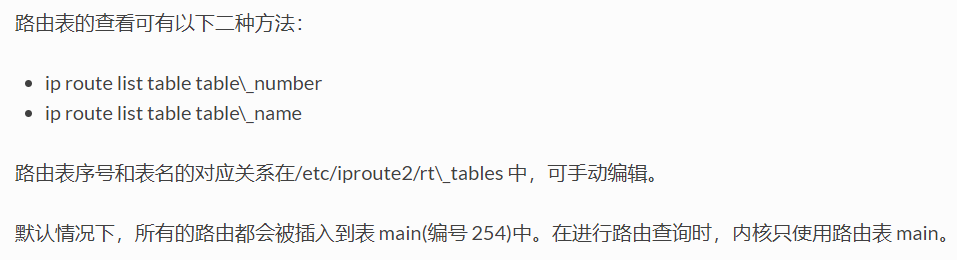 路由表的查看可有以下二种方法：
• ip route list table table\_number
• ip route list table table\_name
路由表序号和表名的对应关系在/etc/iproute2/rt\_tables 中，可手动编辑。
默认情况下，所有的路由都会被插入到表 main(编号 254)中。在进行路由查询时，内核只使用路由表 main。